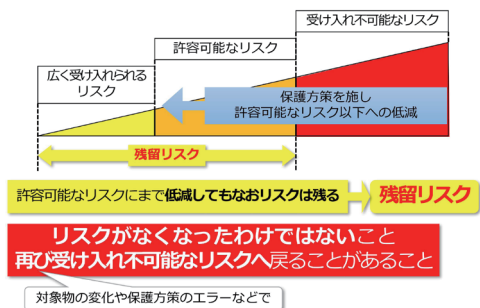 受け入れ不可能なリスク
許容可能なリスク
広く受け入れられる
リスク
保護方策を施し
許容可能なリスク以下への低減
残留リスク
許容可能なリスクにまで低減してもなおリスクは残る
残留リスク
リスクがなくなったわけではないこと
再び受け入れ不可能なリスクへ戻ることがあること
対象物の変化や保護方策のエラーなどで